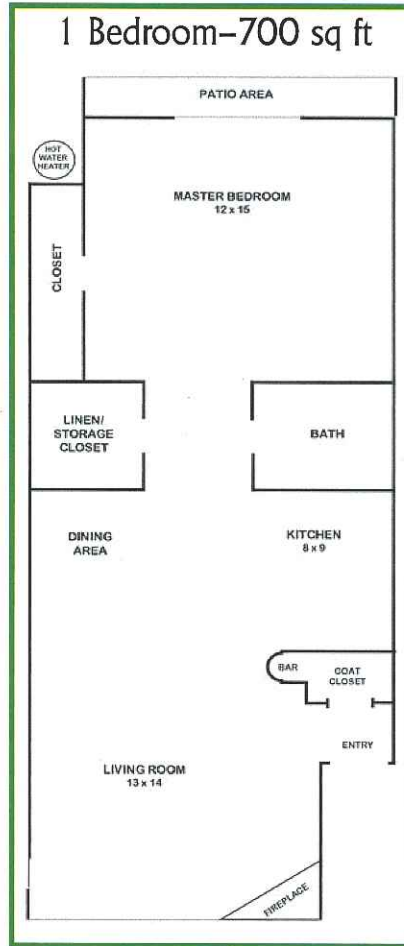 1 Bedroom–700 sq ft
PATIO AREA
HOT
WATER
HEATER
MASTER BEDROOM
12 x 15
CLOSET
LINEN/
STORAGE
CLOSET
BATH
DINING
AREA
KITCHEN
8 x 9
BAR
COAT
CLOSET
ENTRY
LIVING ROOM
13 x 14
FIREPLACE